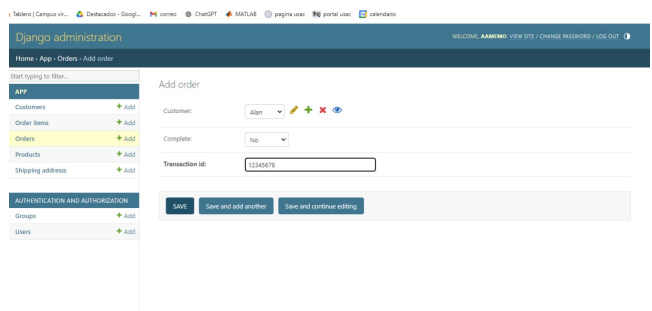 Tablero | Campus vir... Destacados - Googl... correo ChatGPT MATLAB pagina usac portal usac calendario
Django administration
WELCOME, AAMEMO. VIEW SITE / CHANGE PASSWORD / LOG OUT
Home › App › Orders › Add order
Start typing to filter...
APP
Customers + Add
Order items + Add
Orders + Add
Products + Add
Shipping addresss + Add
AUTHENTICATION AND AUTHORIZATION
Groups + Add
Users + Add
Add order
Customer: Alan
Complete: No
Transaction id: 12345678
SAVE Save and add another Save and continue editing